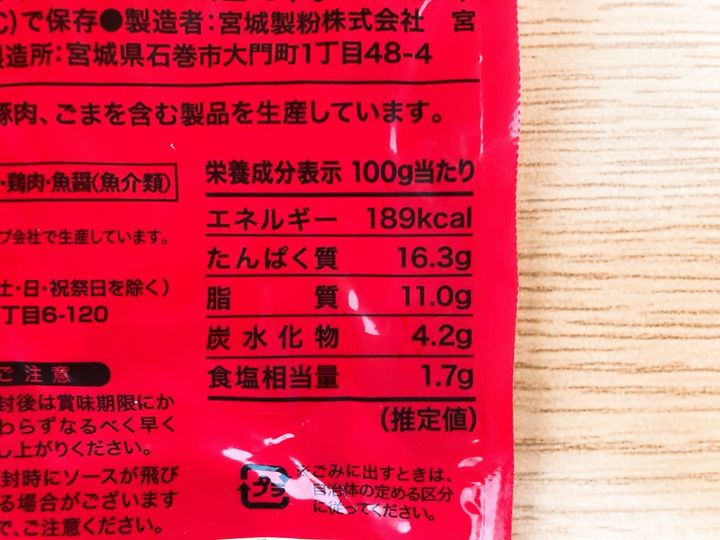 ℃)で保存●製造者:宮城製粉株式会社 宮
製造所:宮城県石巻市大門町1丁目48-4
豚肉、ごまを含む製品を生産しています。
・鶏肉・魚醤(魚介類)
プ会社で生産しています。
土・日・祝祭日を除く)
丁目6-120
ご注意
封後は賞味期限にか
わらずなるべく早く
し上がりください。
封時にソースが飛び
る場合がございます
で、ご注意ください。
栄養成分表示 100g当たり
エネルギー 189kcal
たんぱく質 16.3g
脂質 11.0g
炭水化物 4.2g
食塩相当量 1.7g
(推定値)
プラ
※ごみに出すときは、
自治体の定める区分
に従ってください。